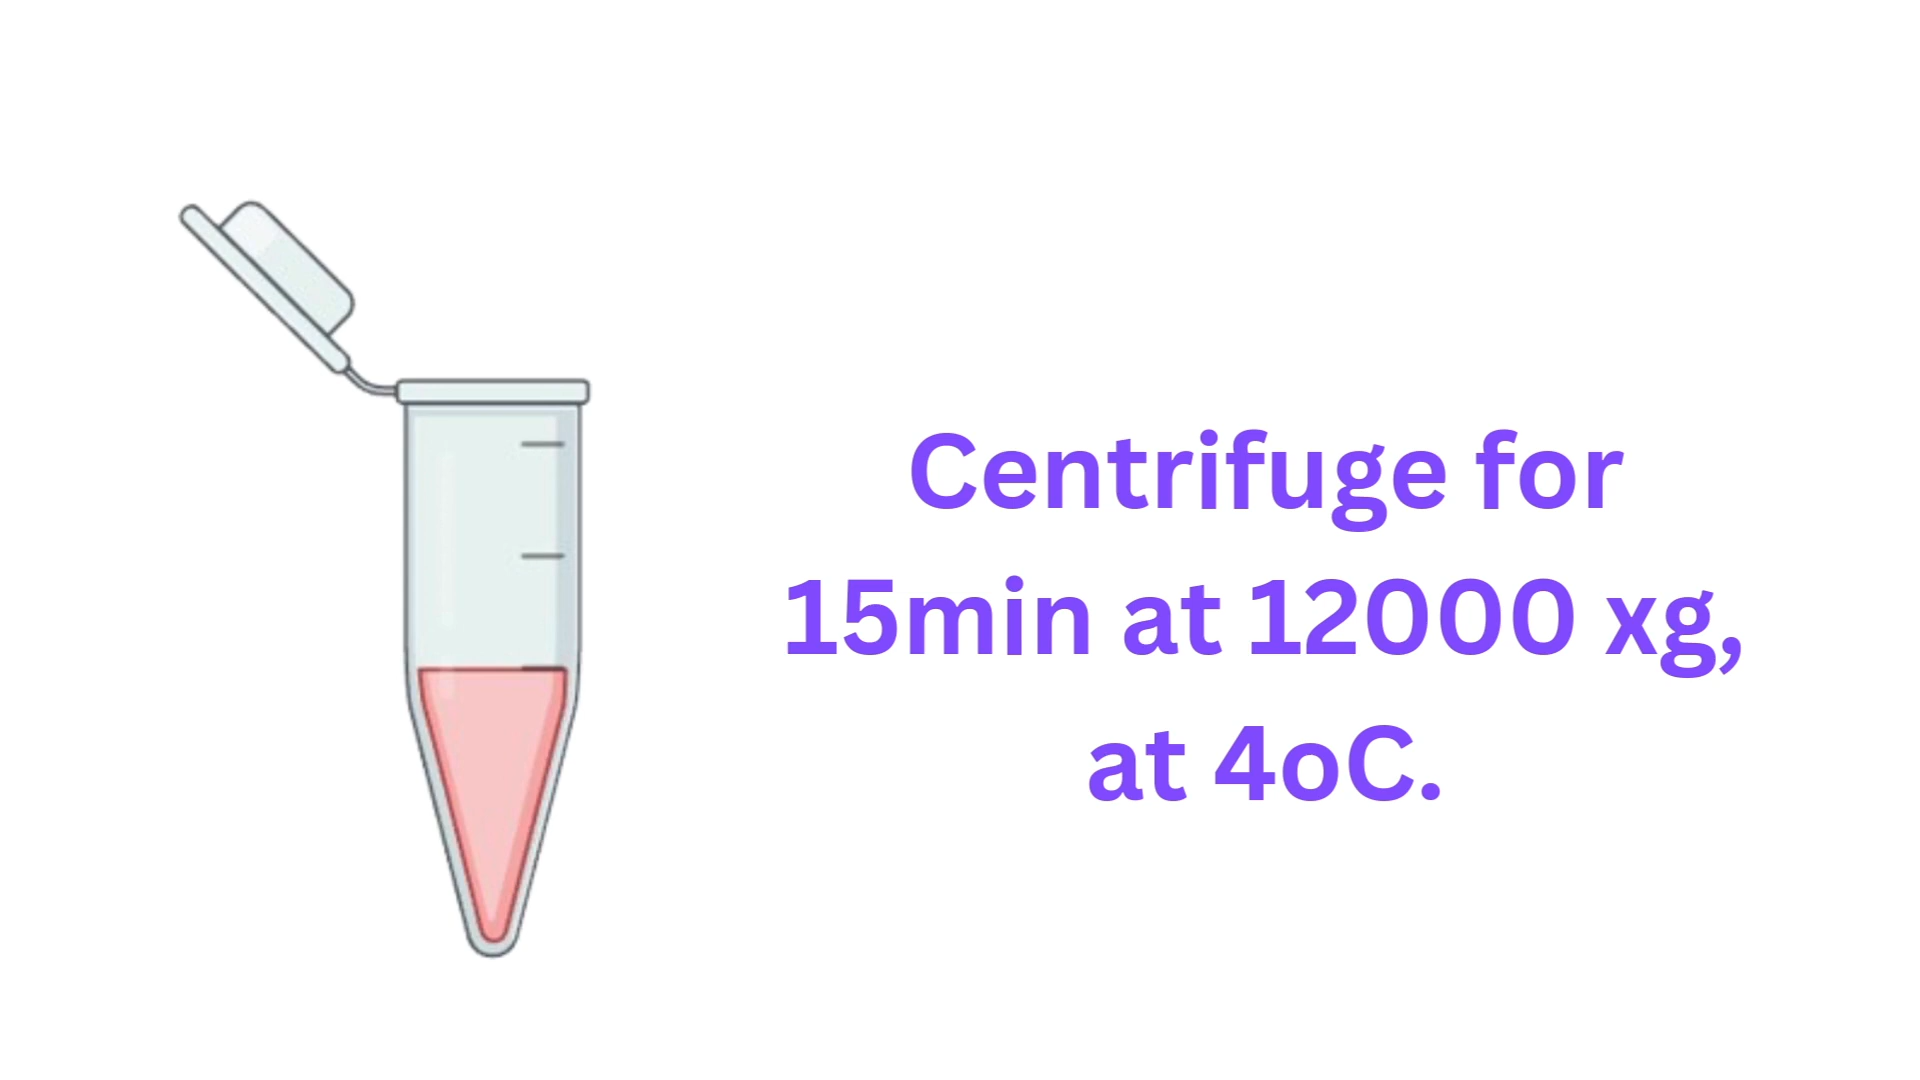 Centrifuge for
15min at 12000 xg,
at 4oC.